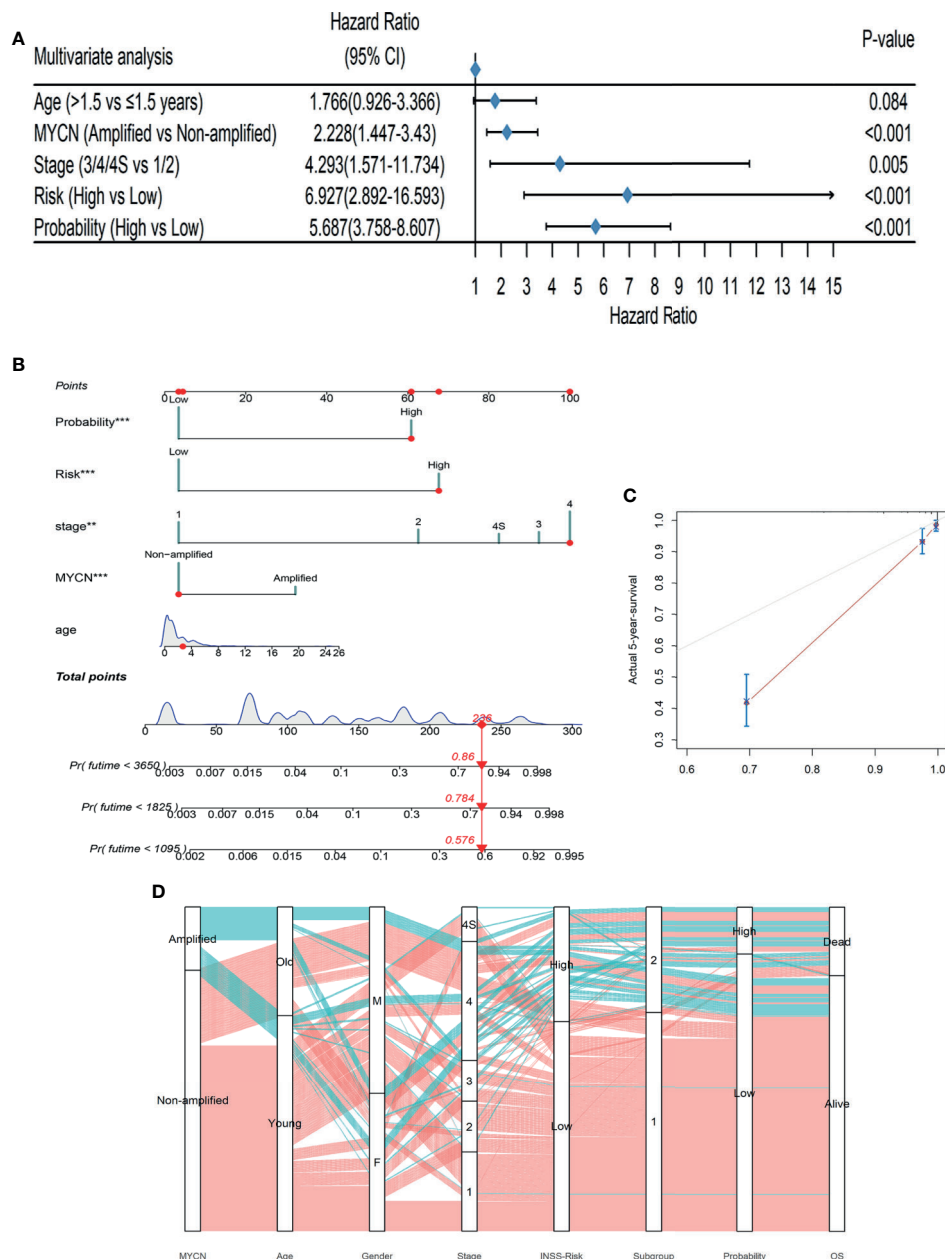 A
Multivariate analysis Hazard Ratio (95% CI) P-value
Age (>1.5 vs ≤1.5 years) 1.766(0.926-3.366) 0.084
MYCN (Amplified vs Non-amplified) 2.228(1.447-3.43) <0.001
Stage (3/4/4S vs 1/2) 4.293(1.571-11.734) 0.005
Risk (High vs Low) 6.927(2.892-16.593) <0.001
Probability (High vs Low) 5.687(3.758-8.607) <0.001
1 2 3 4 5 6 7 8 9 10 11 12 13 14 15
Hazard Ratio
B
Points
0 20 40 60 80 100
Low High
Probability***
Low High
Risk***
1 2 4S 3 4
stage**
Non-amplified Amplified
MYCN***
age
0 4 8 12 16 20 24 26
Total points
236
0 50 100 150 200 250 300
0.86
Pr( futime < 3650 )
0.003 0.007 0.015 0.04 0.1 0.3 0.7 0.94 0.998
0.784
Pr( futime < 1825 )
0.003 0.007 0.015 0.04 0.1 0.3 0.7 0.94 0.998
0.576
Pr( futime < 1095 )
0.002 0.006 0.015 0.04 0.1 0.3 0.6 0.92 0.995
C
Actual 5-year-survival
1.0
0.9
0.8
0.7
0.6
0.5
0.4
0.3
0.6 0.7 0.8 0.9 1.0
D
Amplified
Non-amplified
Old
Young
M
F
4S
4
3
2
1
High
Low
2
1
High
Low
Dead
Alive
MYCN Age Gender Stage INSS-Risk Subgroup Probability OS